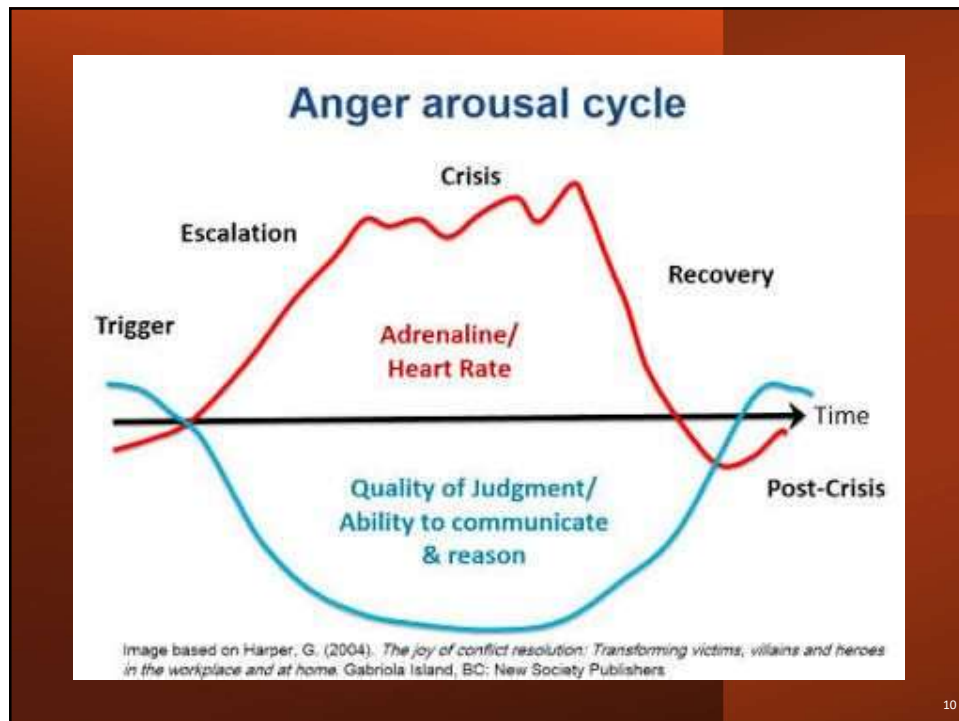 Anger arousal cycle
Crisis
Escalation
Recovery
Trigger
Adrenaline/
Heart Rate
Time
Quality of Judgment/
Ability to communicate
& reason
Post-Crisis
Image based on Harper, G. (2004). The joy of conflict resolution: Transforming victims, villains and heroes
in the workplace and at home. Gabriola Island, BC: New Society Publishers
10